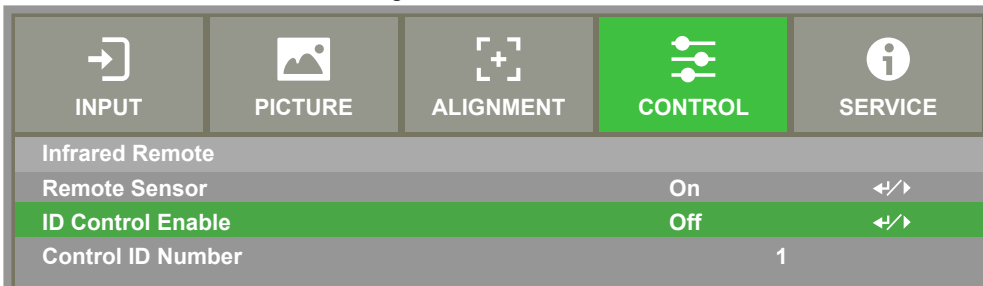 INPUT PICTURE ALIGNMENT CONTROL SERVICE
Infrared Remote
Remote Sensor On
ID Control Enable Off
Control ID Number 1